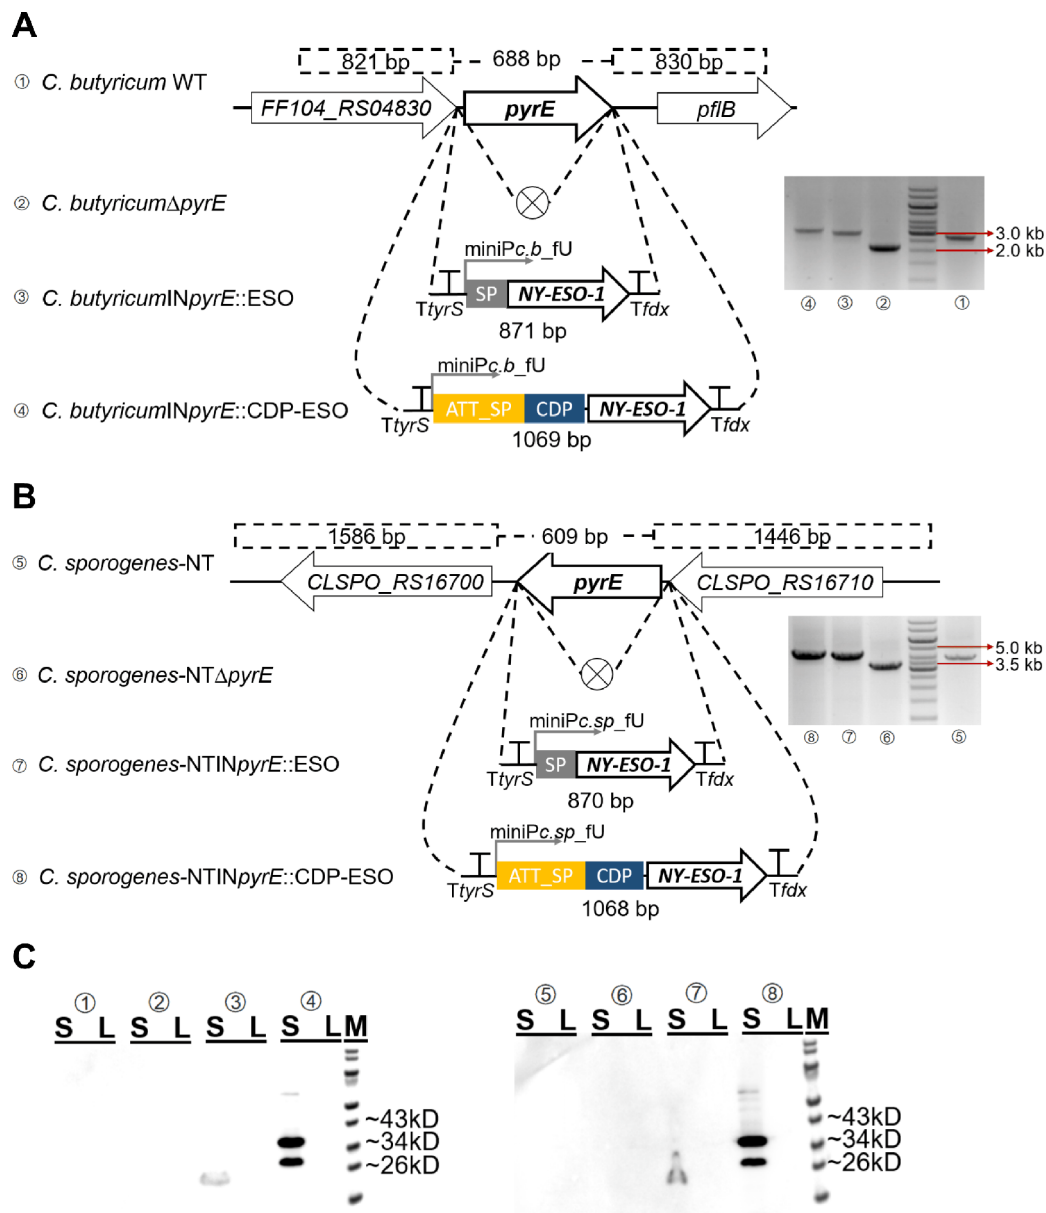 A
821 bp 688 bp 830 bp
① C. butyricum WT
FF104_RS04830 pyrE pflB
② C. butyricumΔpyrE
3.0 kb
2.0 kb
④ ③ ② ①
miniPc.b_fU
③ C. butyricumINpyrE::ESO
SP NY-ESO-1
TtyrS Tfdx
871 bp
miniPc.b_fU
④ C. butyricumINpyrE::CDP-ESO
ATT_SP CDP NY-ESO-1
TtyrS Tfdx
1069 bp
B
1586 bp 609 bp 1446 bp
⑤ C. sporogenes-NT
CLSPO_RS16700 pyrE CLSPO_RS16710
5.0 kb
3.5 kb
⑧ ⑦ ⑥ ⑤
⑥ C. sporogenes-NTΔpyrE
miniPc.sp_fU
⑦ C. sporogenes-NTINpyrE::ESO
SP NY-ESO-1
TtyrS Tfdx
870 bp
miniPc.sp_fU
⑧ C. sporogenes-NTINpyrE::CDP-ESO
ATT_SP CDP NY-ESO-1
TtyrS Tfdx
1068 bp
C
① ② ③ ④
S L S L S L S L M
~43kD
~34kD
~26kD
⑤ ⑥ ⑦ ⑧
S L S L S L S L M
~43kD
~34kD
~26kD